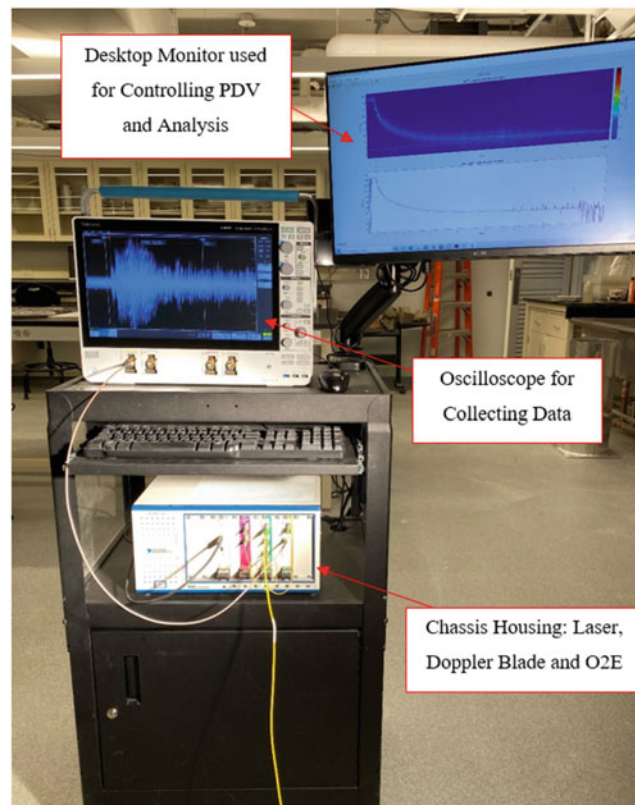 Desktop Monitor used
for Controlling PDV
and Analysis
Tektronix
Oscilloscope for
Collecting Data
Chassis Housing: Laser,
Doppler Blade and O2E